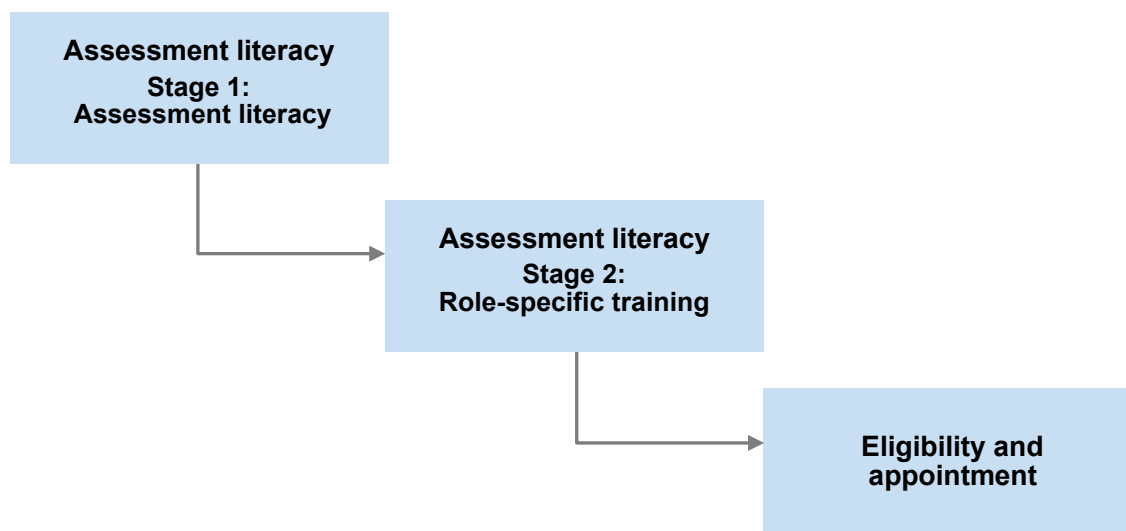 Assessment literacy
Stage 1:
Assessment literacy
Assessment literacy
Stage 2:
Role-specific training
Eligibility and
appointment